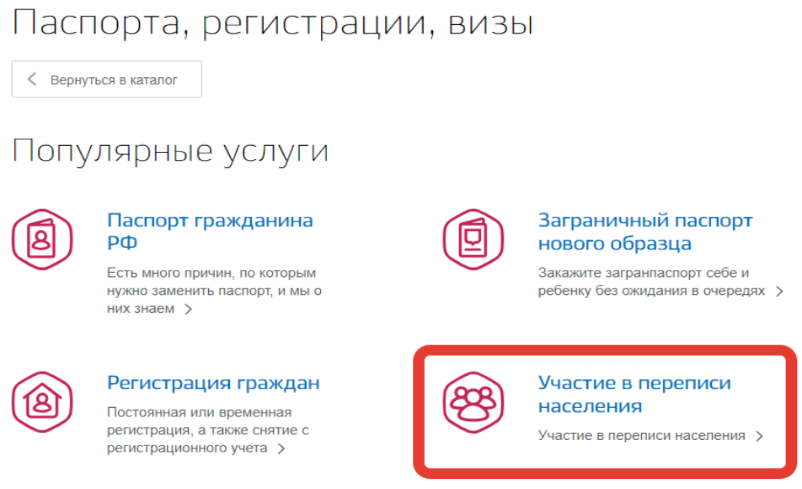 Паспорта, регистрации, визы
Вернуться в каталог
Популярные услуги
Паспорт гражданина
РФ
Есть много причин, по которым
нужно заменить паспорт, и мы о
них знаем
Заграничный паспорт
нового образца
Закажите загранпаспорт себе и
ребенку без ожидания в очередях
Регистрация граждан
Постоянная или временная
регистрация, а также снятие с
регистрационного учета
Участие в переписи
населения
Участие в переписи населения